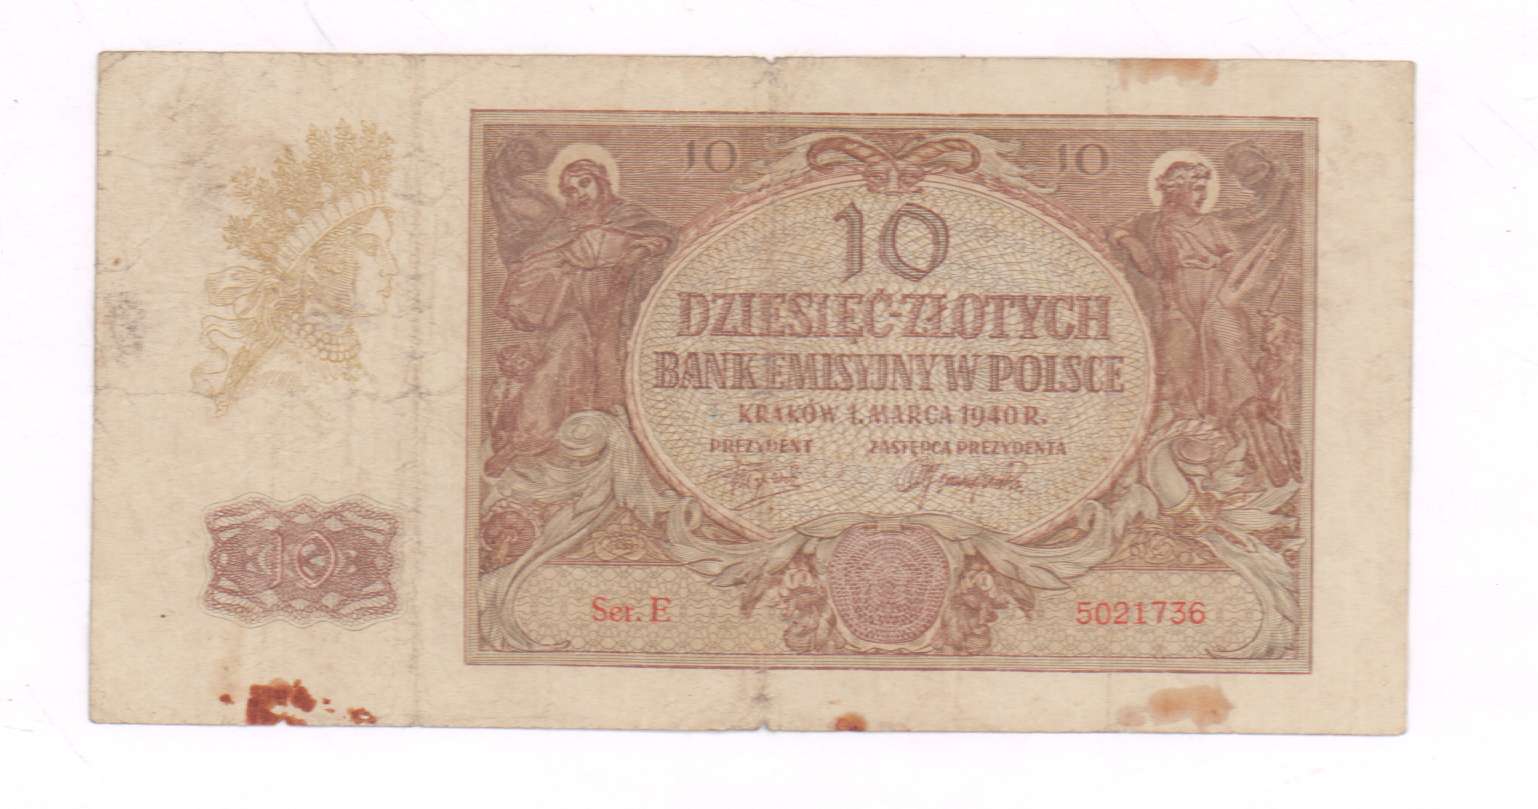 10 10
10
DZIESIĘĆ-ZŁOTYCH
BANK EMISYJNY W POLSCE
KRAKÓW 1. MARCA 1940 R.
PREZYDENT ZASTĘPCA PREZYDENTA
10
Ser. E 5021736